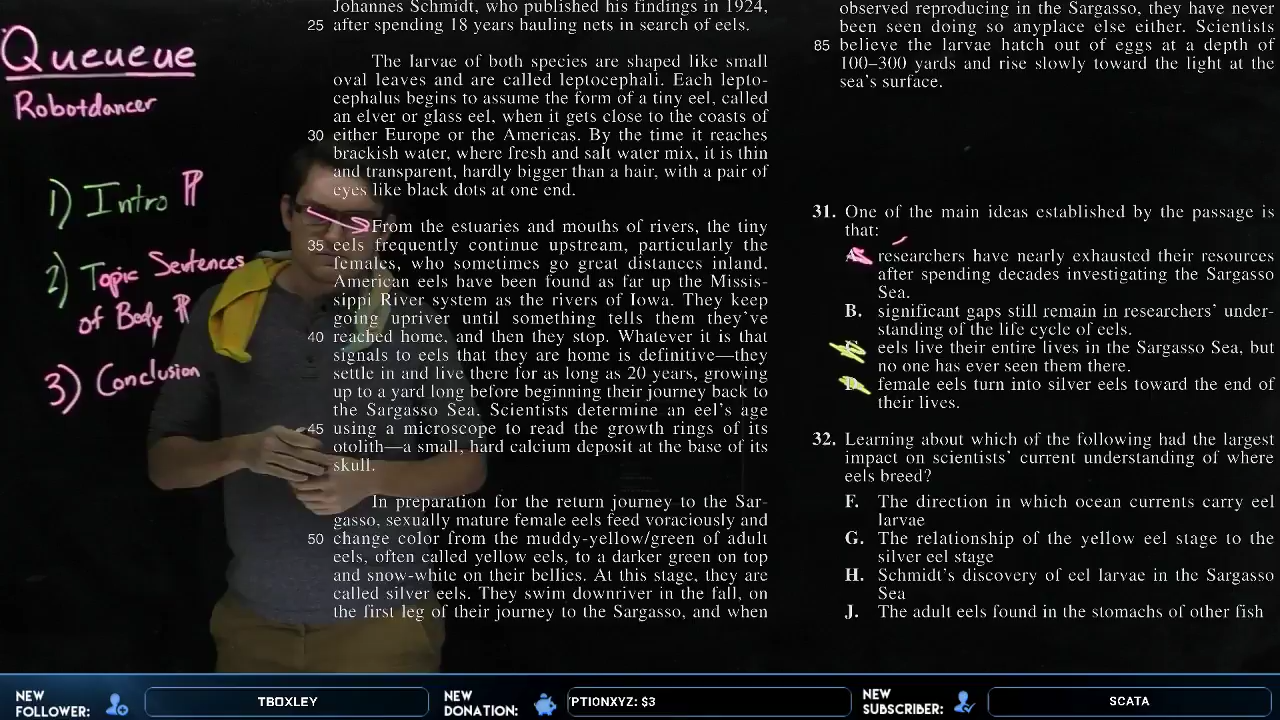 Queueue
Robotdancer
1) Intro ¶
2) Topic Sentences
of Body ¶
3) Conclusion
Johannes Schmidt, who published his findings in 1924,
25 after spending 18 years hauling nets in search of eels.
The larvae of both species are shaped like small
oval leaves and are called leptocephali. Each lepto-
cephalus begins to assume the form of a tiny eel, called
an elver or glass eel, when it gets close to the coasts of
30 either Europe or the Americas. By the time it reaches
brackish water, where fresh and salt water mix, it is thin
and transparent, hardly bigger than a hair, with a pair of
eyes like black dots at one end.
From the estuaries and mouths of rivers, the tiny
35 eels frequently continue upstream, particularly the
females, who sometimes go great distances inland.
American eels have been found as far up the Missis-
sippi River system as the rivers of Iowa. They keep
going upriver until something tells them they've
40 reached home, and then they stop. Whatever it is that
signals to eels that they are home is definitive—they
settle in and live there for as long as 20 years, growing
up to a yard long before beginning their journey back to
the Sargasso Sea. Scientists determine an eel's age
45 using a microscope to read the growth rings of its
otolith—a small, hard calcium deposit at the base of its
skull.
In preparation for the return journey to the Sar-
gasso, sexually mature female eels feed voraciously and
50 change color from the muddy-yellow/green of adult
eels, often called yellow eels, to a darker green on top
and snow-white on their bellies. At this stage, they are
called silver eels. They swim downriver in the fall, on
the first leg of their journey to the Sargasso, and when
observed reproducing in the Sargasso, they have never
been seen doing so anyplace else either. Scientists
85 believe the larvae hatch out of eggs at a depth of
100–300 yards and rise slowly toward the light at the
sea's surface.
31. One of the main ideas established by the passage is
that:
A. researchers have nearly exhausted their resources
after spending decades investigating the Sargasso
Sea.
B. significant gaps still remain in researchers' under-
standing of the life cycle of eels.
eels live their entire lives in the Sargasso Sea, but
no one has ever seen them there.
D. female eels turn into silver eels toward the end of
their lives.
32. Learning about which of the following had the largest
impact on scientists' current understanding of where
eels breed?
F. The direction in which ocean currents carry eel
larvae
G. The relationship of the yellow eel stage to the
silver eel stage
H. Schmidt's discovery of eel larvae in the Sargasso
Sea
J. The adult eels found in the stomachs of other fish
NEW
FOLLOWER:
TBOXLEY
NEW
DONATION:
PTIONXYZ: $3
NEW
SUBSCRIBER:
SCATA